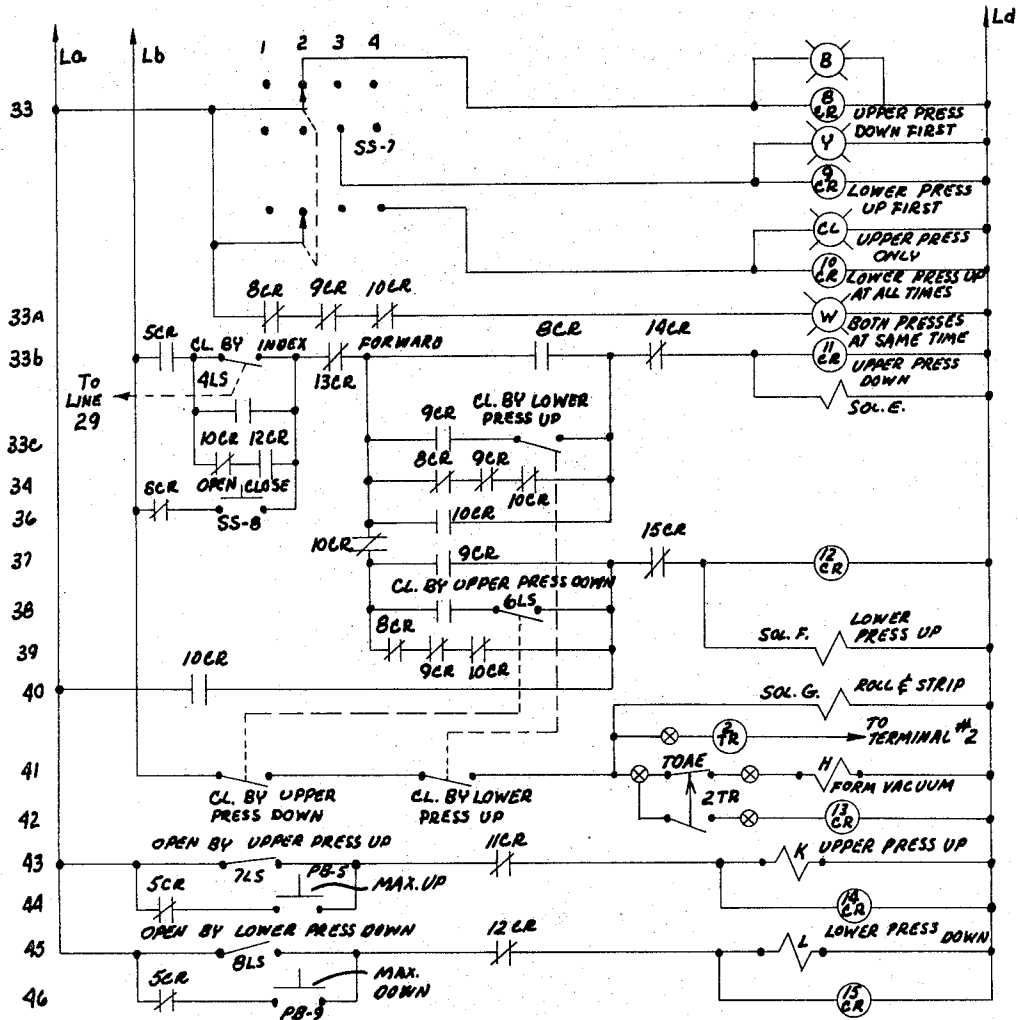 La
Lb
Ld
1 2 3 4
B
33
8 CR
UPPER PRESS
DOWN FIRST
SS-7
Y
9 CR
LOWER PRESS
UP FIRST
CL
UPPER PRESS
ONLY
10 CR
LOWER PRESS UP
AT ALL TIMES
8CR 9CR 10CR
33A
W
BOTH PRESSES
AT SAME TIME
5CR
CL. BY INDEX FORWARD
8CR
14CR
33b
4LS
13CR
11 CR
UPPER PRESS
DOWN
TO
LINE
29
SOL.E.
9CR
CL. BY LOWER
PRESS UP
33c
10CR 12CR
8CR 9CR
34
OPEN CLOSE
10CR
5CR
SS-8
36
10CR
10CR
15CR
37
9CR
12 CR
CL. BY UPPER PRESS DOWN
38
6LS
8CR
SOL. F.
LOWER
PRESS UP
39
9CR 10CR
10CR
40
SOL.G.
ROLL & STRIP
2 TR
TO
TERMINAL #2
41
TOAE
H
FORM VACUUM
CL. BY UPPER
PRESS DOWN
CL. BY LOWER
PRESS UP
2TR
42
13 CR
OPEN BY UPPER PRESS UP
11CR
43
7LS
PB-5
K
UPPER PRESS UP
5CR
MAX. UP
44
14 CR
OPEN BY LOWER PRESS DOWN
12 CR
45
8LS
L
LOWER PRESS DOWN
5CR
MAX.
DOWN
46
PB-9
15 CR